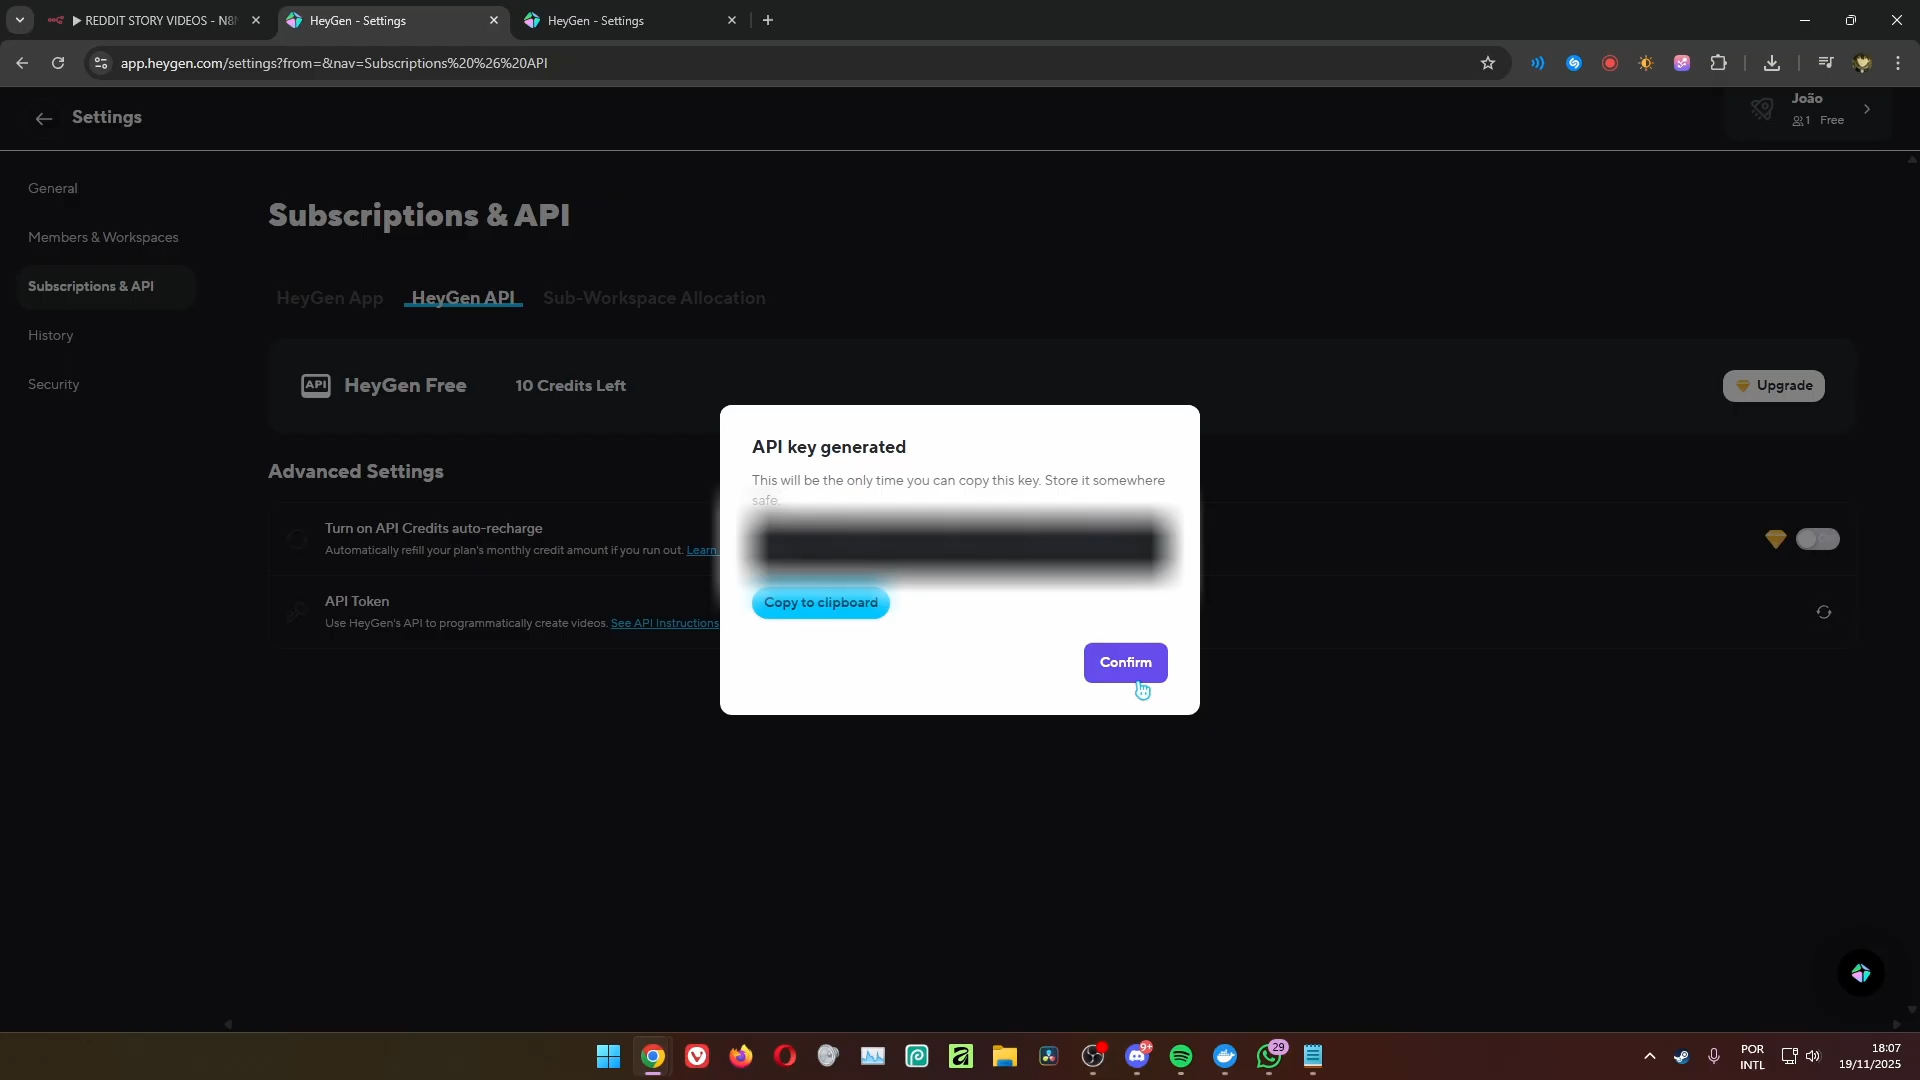 ▶ REDDIT STORY VIDEOS - N8
HeyGen - Settings
HeyGen - Settings
app.heygen.com/settings?from=&nav=Subscriptions%20%26%20API
Settings
João
1 Free
General
Members & Workspaces
Subscriptions & API
History
Security
Subscriptions & API
HeyGen App
HeyGen API
Sub-Workspace Allocation
API
HeyGen Free
10 Credits Left
Upgrade
Advanced Settings
Turn on API Credits auto-recharge
Automatically refill your plan's monthly credit amount if you run out. Learn
API Token
Use HeyGen's API to programmatically create videos. See API Instructions
API key generated
This will be the only time you can copy this key. Store it somewhere
safe.
Copy to clipboard
Confirm
9+
29
POR
INTL
18:07
19/11/2025